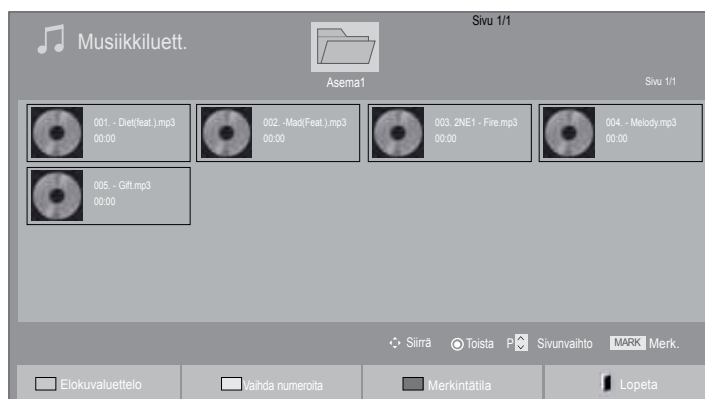 Musiikkiluett.
Sivu 1/1
Asema1
Sivu 1/1
001. - Diet(feat.).mp3
00:00
002. -Mad(Feat.).mp3
00:00
003. 2NE1 - Fire.mp3
00:00
004. - Melody.mp3
00:00
005. - Gift.mp3
00:00
Siirrä Toista P Sivunvaihto MARK Merk.
Elokuvaluettelo Vaihda numeroita Merkintätila Lopeta